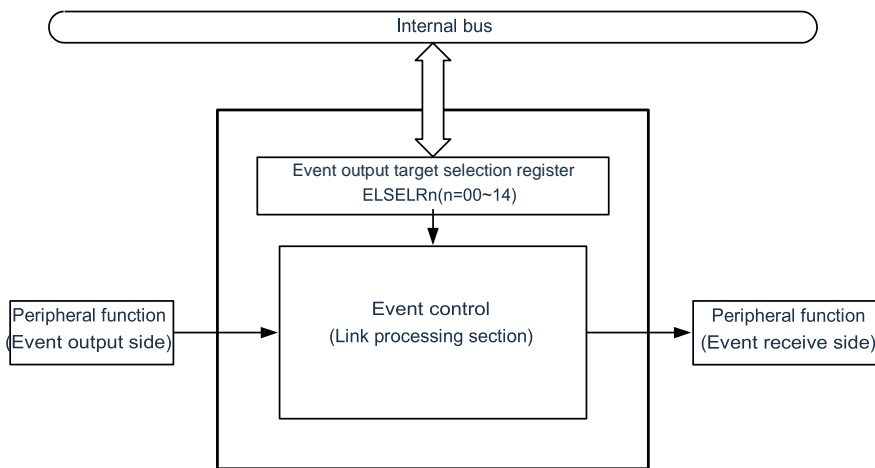 Internal bus
Event output target selection register
ELSELRn(n=00~14)
Event control
(Link processing section)
Peripheral function
(Event output side)
Peripheral function
(Event receive side)